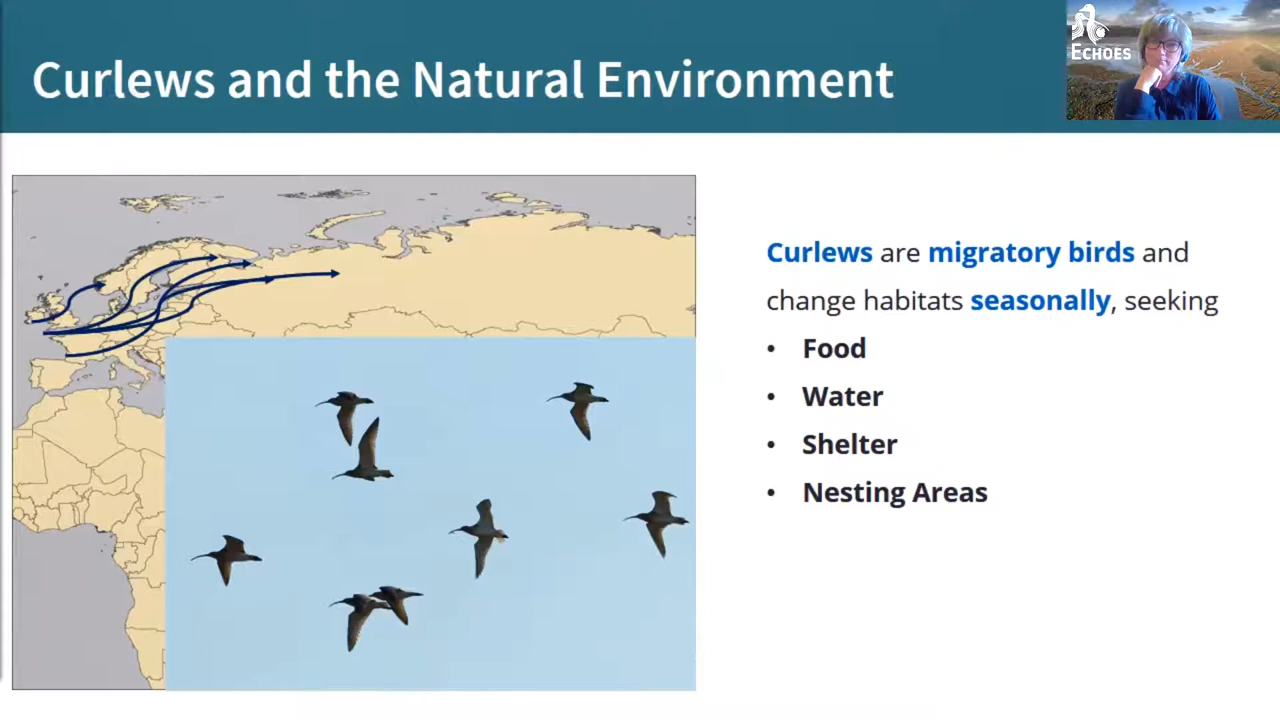 Curlews and the Natural Environment
ECHOES
Curlews are migratory birds and
change habitats seasonally, seeking
• Food
• Water
• Shelter
• Nesting Areas